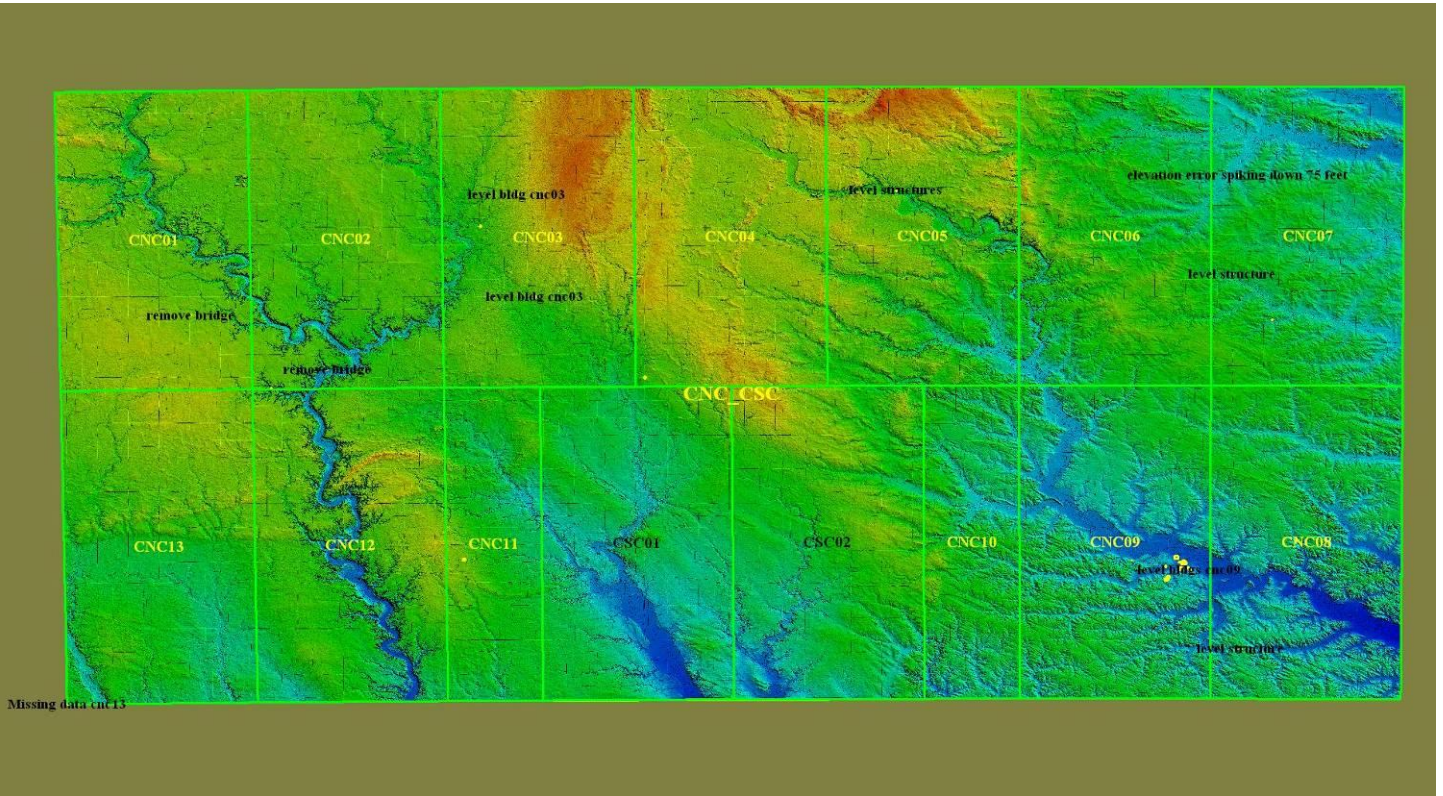 elevation error spiking down 75 feet
level bldg cnc03
level structures
CNC01
CNC02
CNC03
CNC04
CNC05
CNC06
CNC07
level structure
level bldg cnc03
remove bridge
remove bridge
CNC_CSC
CNC13
CNC12
CNC11
CSC01
CSC02
CNC10
CNC09
CNC08
level bldgs cnc09
level structure
Missing data cnc13